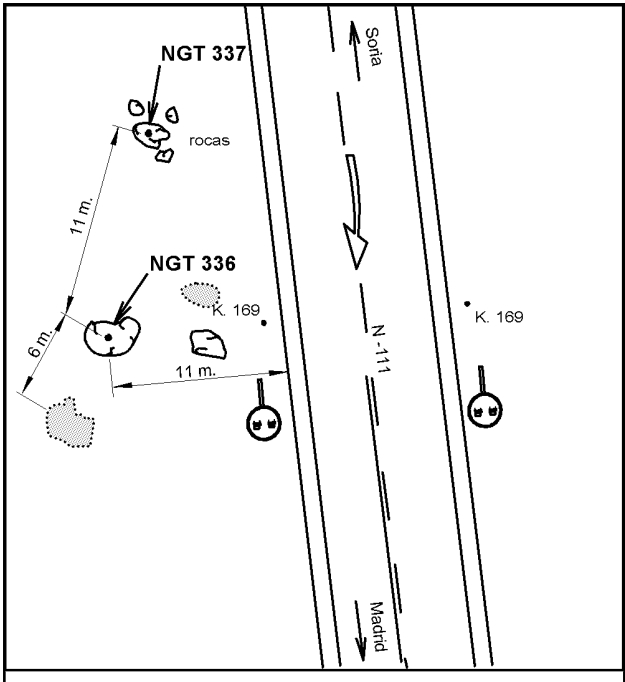 Soria
NGT 337
rocas
11 m.
NGT 336
K. 169
K. 169
6 m.
N -111
11 m.
Madrid